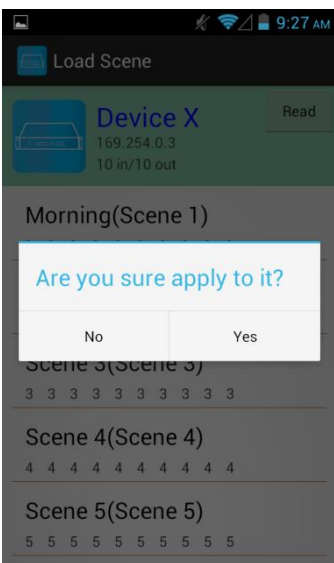 9:27 AM
Load Scene
Device X
Read
169.254.0.3
10 in/10 out
Morning(Scene 1)
Are you sure apply to it?
No Yes
Scene 3(Scene 3)
3 3 3 3 3 3 3 3 3 3
Scene 4(Scene 4)
4 4 4 4 4 4 4 4 4 4
Scene 5(Scene 5)
5 5 5 5 5 5 5 5 5 5